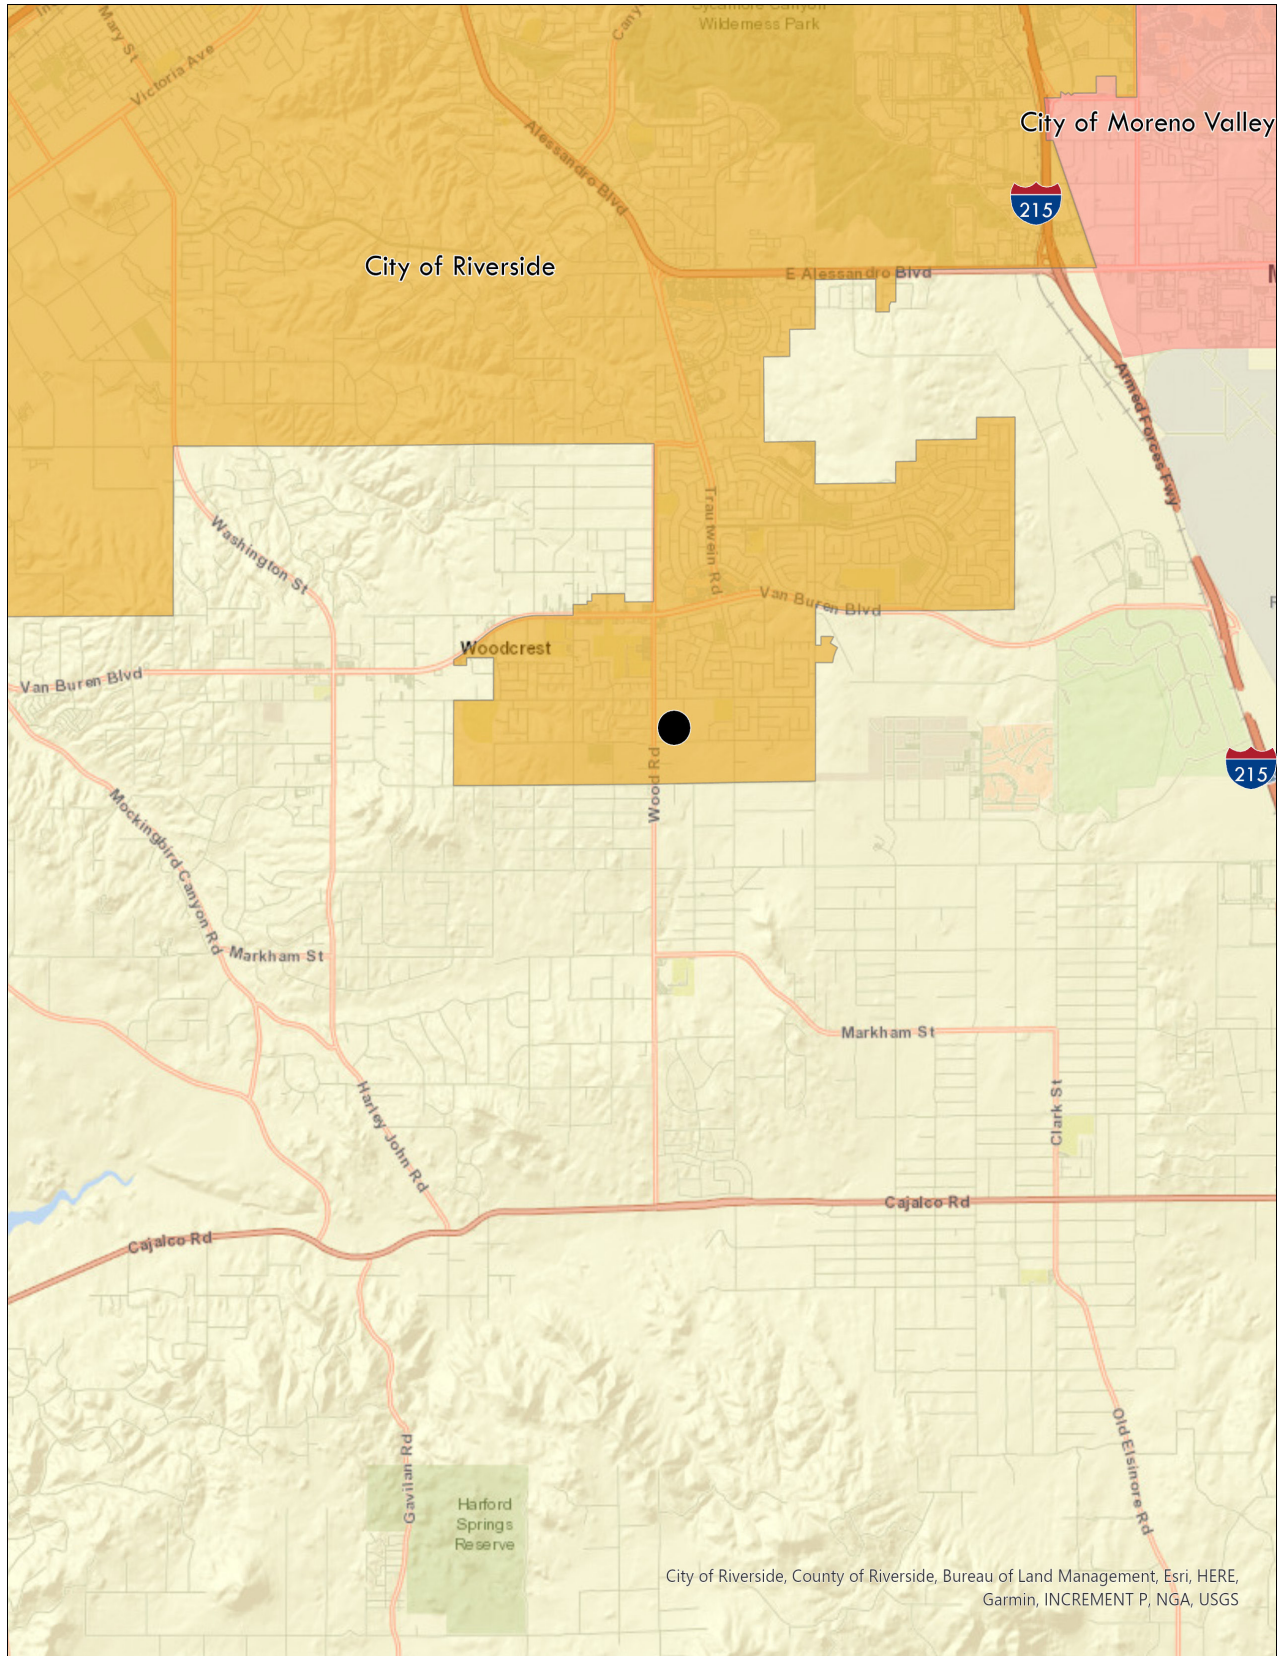 Sycamore Canyon
Wilderness Park
Mary St
Victoria Ave
Alessandro Blvd
City of Moreno Valley
215
City of Riverside
E Alessandro Blvd
Armed Forces Fwy
Trautwein Rd
Washington St
Van Buren Blvd
Woodcrest
Van Buren Blvd
Wood Rd
215
Mockingbird Canyon Rd
Markham St
Markham St
Harley John Rd
Clark St
Cajalco Rd
Cajalco Rd
Gavilan Rd
Old Elsinore Rd
Harford
Springs
Reserve
City of Riverside, County of Riverside, Bureau of Land Management, Esri, HERE,
Garmin, INCREMENT P, NGA, USGS